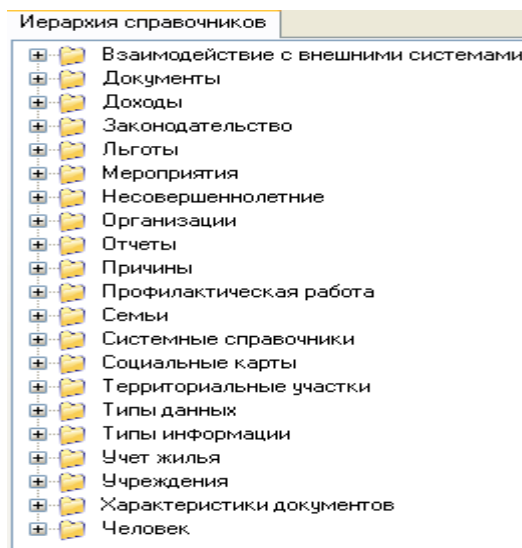 Иерархия справочников
Взаимодействие с внешними системами
Документы
Доходы
Законодательство
Льготы
Мероприятия
Несовершеннолетние
Организации
Отчеты
Причины
Профилактическая работа
Семьи
Системные справочники
Социальные карты
Территориальные участки
Типы данных
Типы информации
Учет жилья
Учреждения
Характеристики документов
Человек